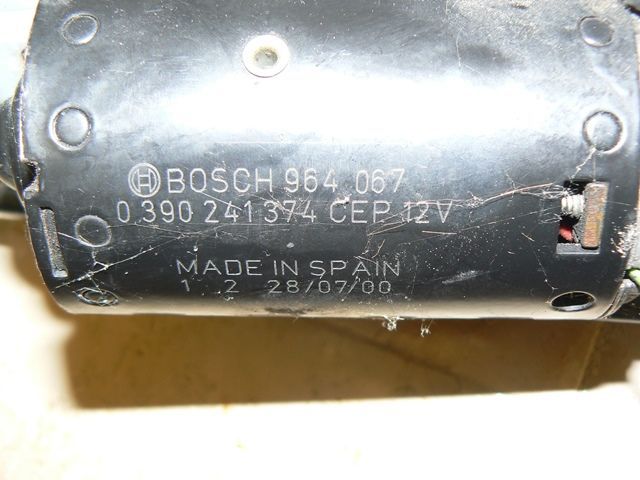 BOSCH 964 067
0 390 241 374 CEP 12V
MADE IN SPAIN
1 2 28/07/00